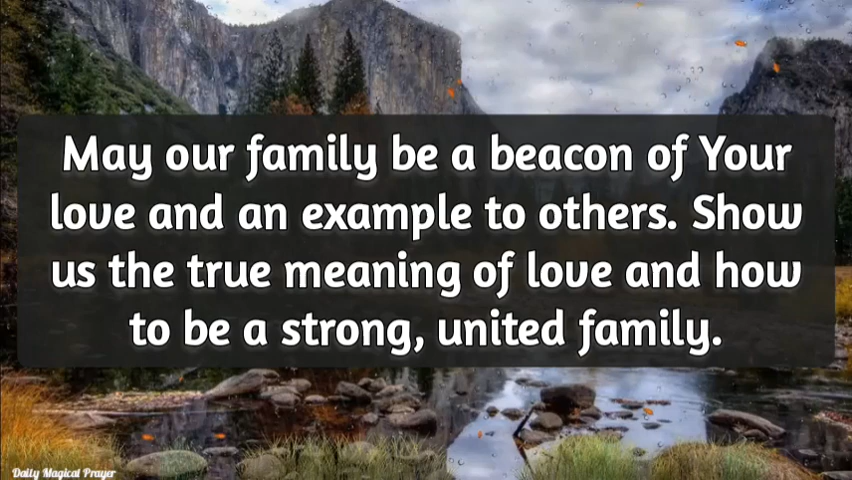 May our family be a beacon of Your
love and an example to others. Show
us the true meaning of love and how
to be a strong, united family.
Daily Magical Prayer